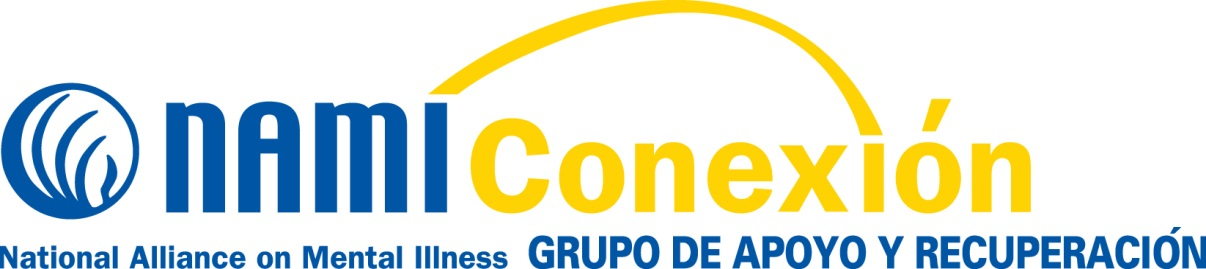 NAMI Conexión
National Alliance on Mental Illness GRUPO DE APOYO Y RECUPERACIÓN